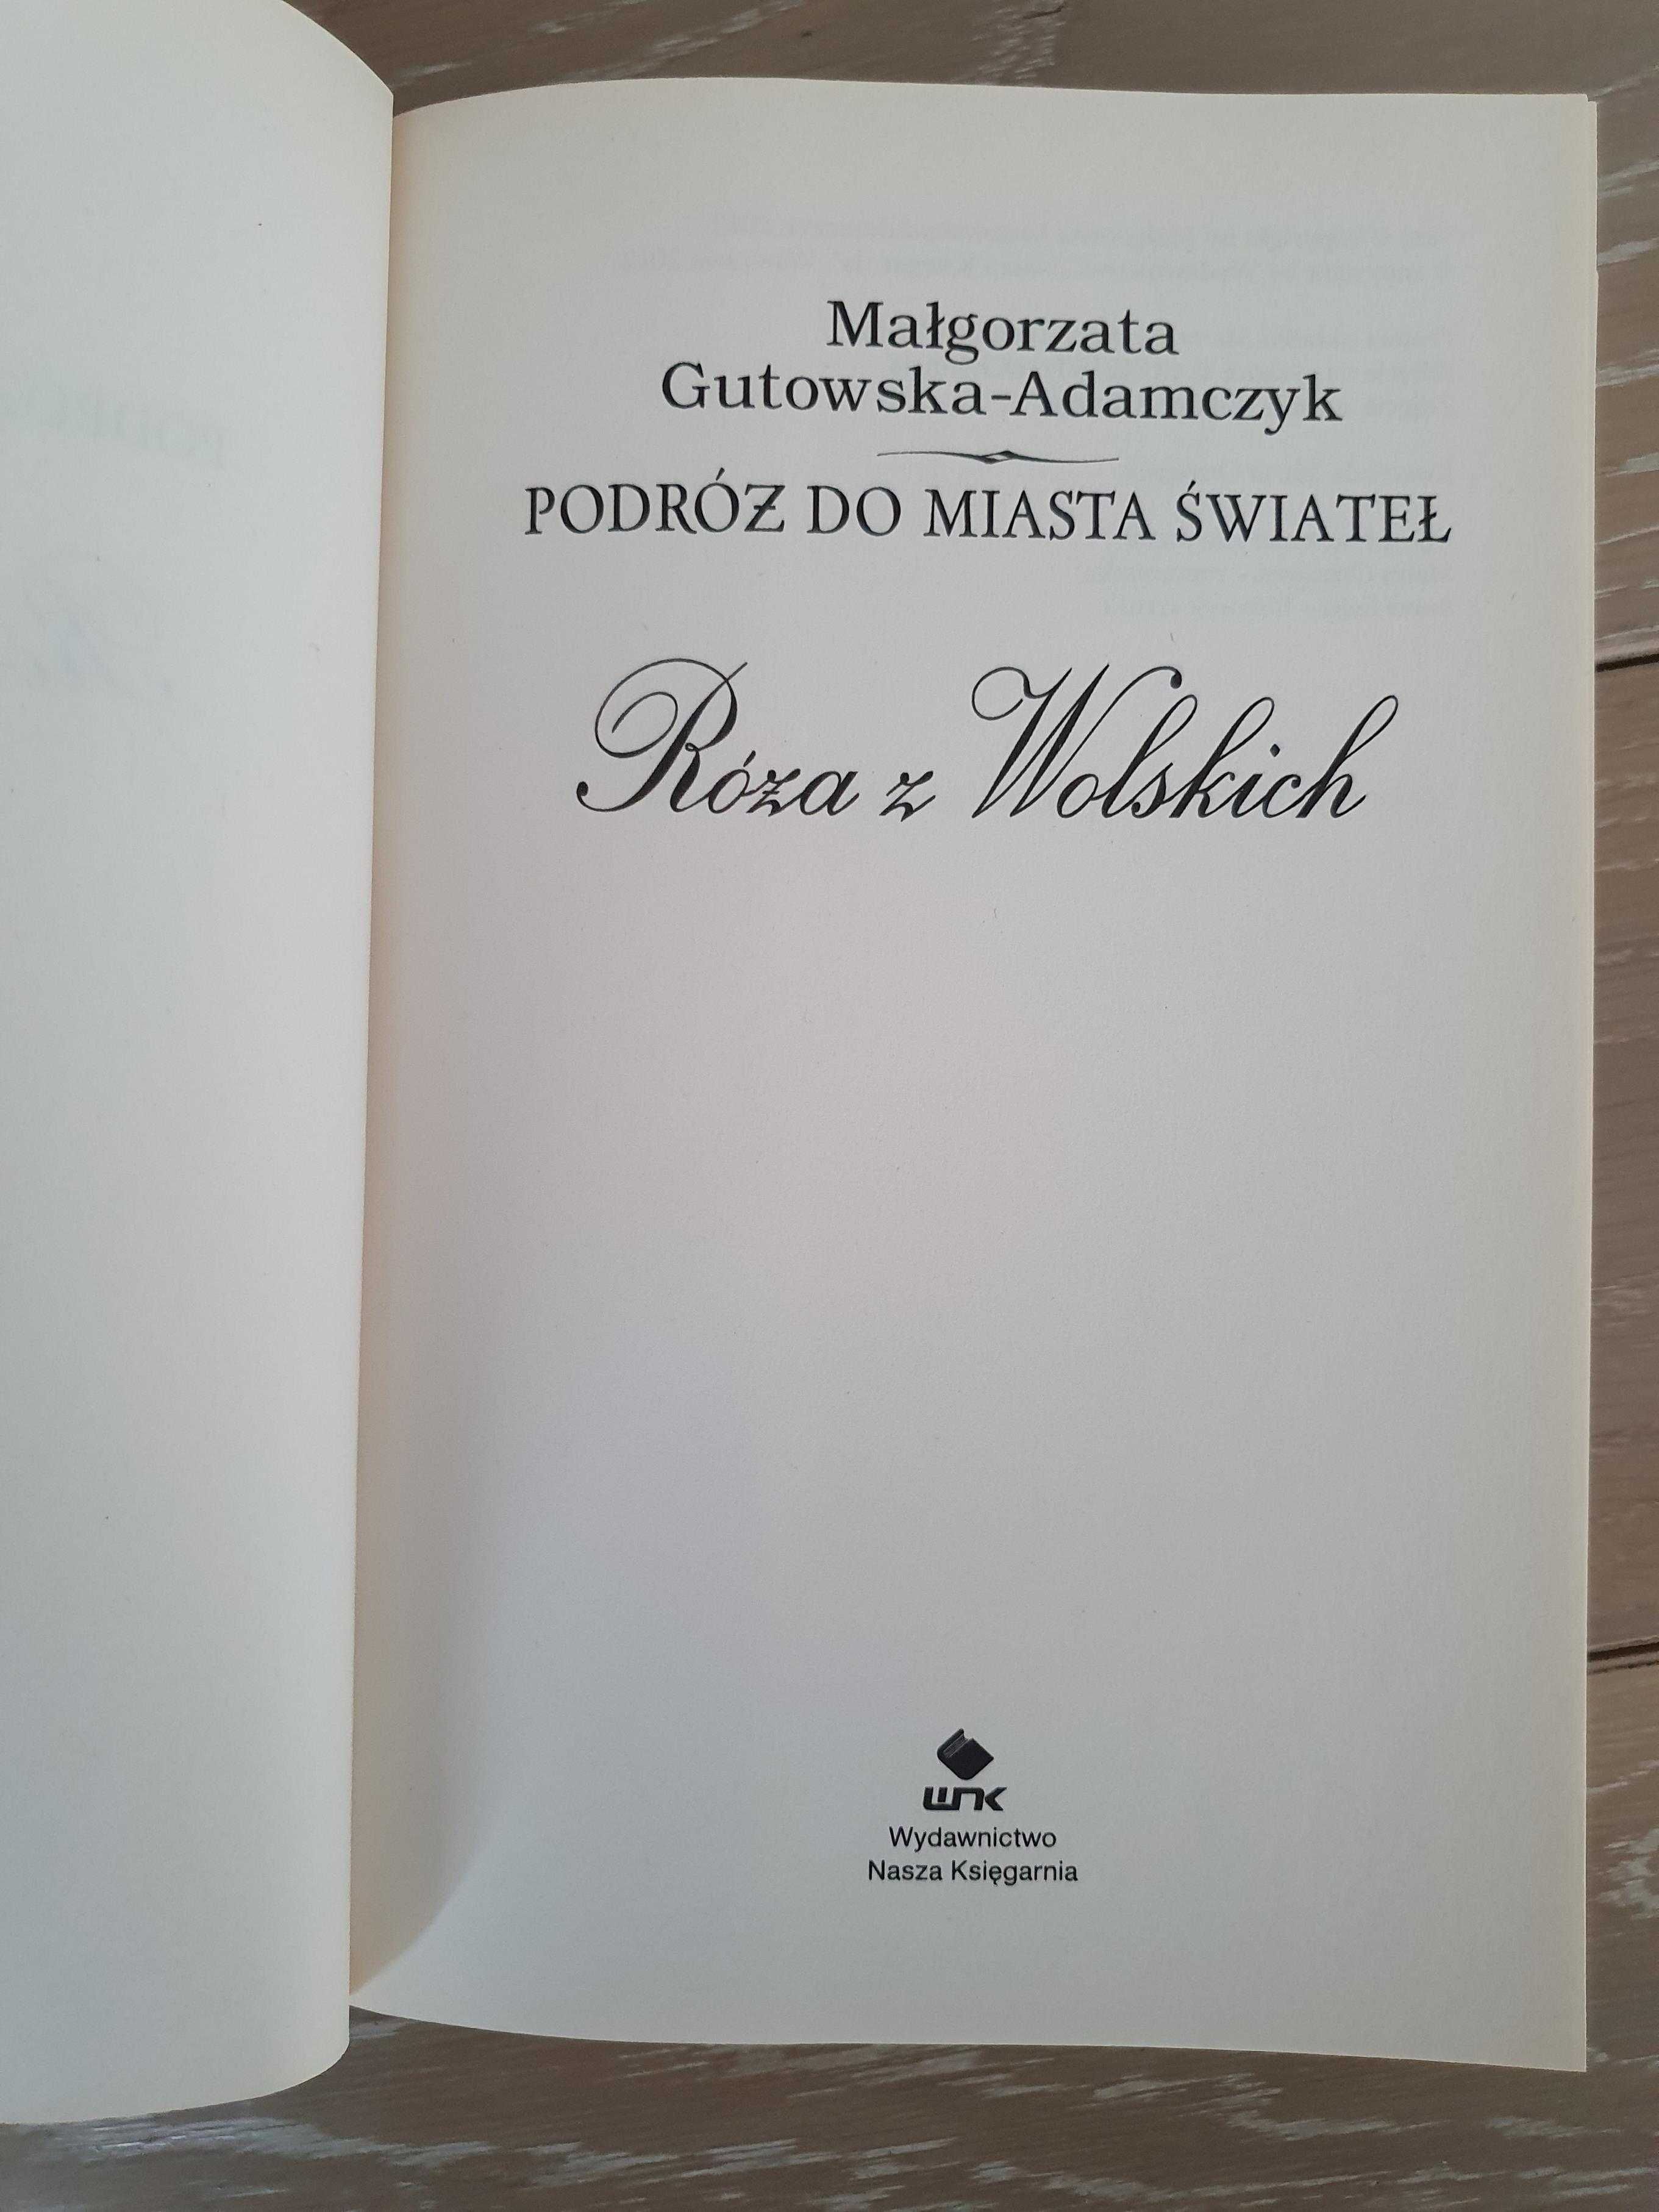 Małgorzata
Gutowska-Adamczyk
PODRÓŻ DO MIASTA ŚWIATEŁ
Róża z Wolskich
WNK
Wydawnictwo
Nasza Księgarnia